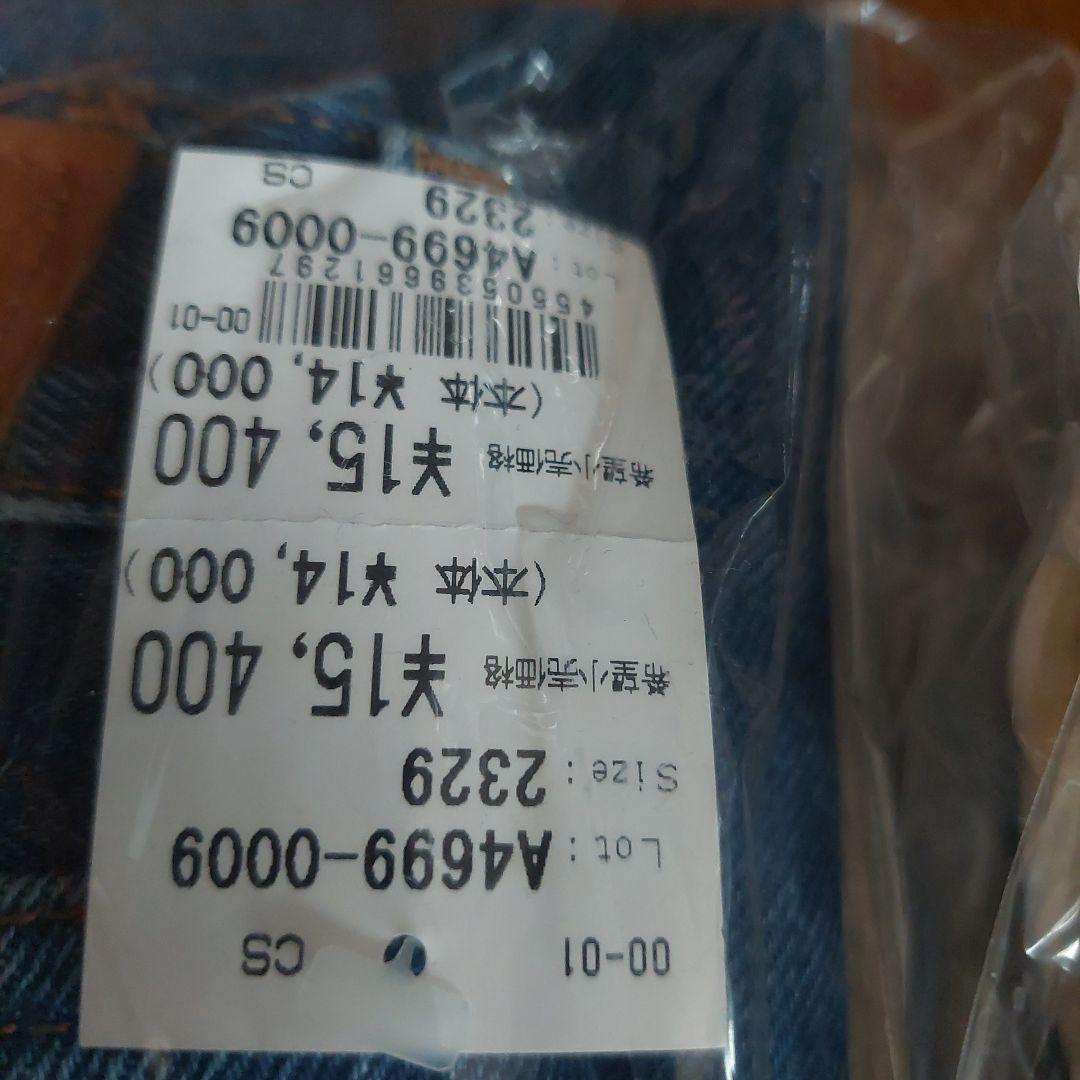 00-01 CS
Lot: A4699-0009
Size: 2329
希望小売価格 ¥15,400
(本体 ¥14,000)
希望小売価格 ¥15,400
(本体 ¥14,000)
00-01
4550539661297
Lot: A4699-0009
Size: 2329
CS